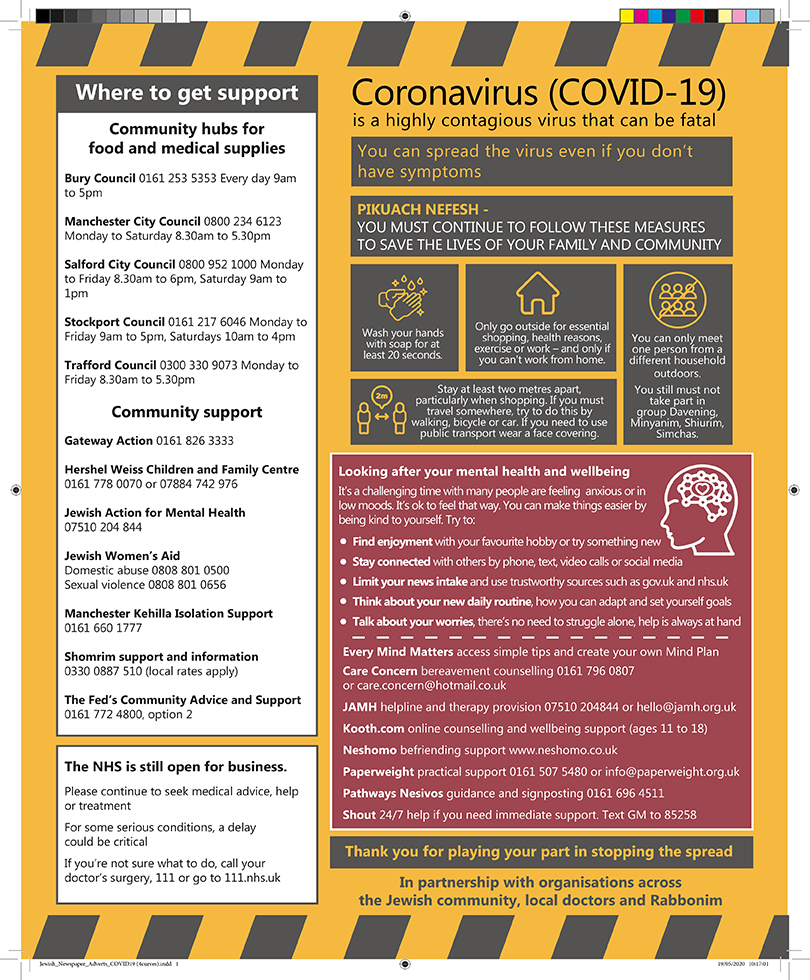 Where to get support
Community hubs for
food and medical supplies
Bury Council 0161 253 5353 Every day 9am
to 5pm
Manchester City Council 0800 234 6123
Monday to Saturday 8.30am to 5.30pm
Salford City Council 0800 952 1000 Monday
to Friday 8.30am to 6pm, Saturday 9am to
1pm
Stockport Council 0161 217 6046 Monday to
Friday 9am to 5pm, Saturdays 10am to 4pm
Trafford Council 0300 330 9073 Monday to
Friday 8.30am to 5.30pm
Community support
Gateway Action 0161 826 3333
Hershel Weiss Children and Family Centre
0161 778 0070 or 07884 742 976
Jewish Action for Mental Health
07510 204 844
Jewish Women's Aid
Domestic abuse 0808 801 0500
Sexual violence 0808 801 0656
Manchester Kehilla Isolation Support
0161 660 1777
Shomrim support and information
0330 0887 510 (local rates apply)
The Fed's Community Advice and Support
0161 772 4800, option 2
The NHS is still open for business.
Please continue to seek medical advice, help
or treatment
For some serious conditions, a delay
could be critical
If you're not sure what to do, call your
doctor's surgery, 111 or go to 111.nhs.uk
Coronavirus (COVID-19)
is a highly contagious virus that can be fatal
You can spread the virus even if you don't
have symptoms
PIKUACH NEFESH -
YOU MUST CONTINUE TO FOLLOW THESE MEASURES
TO SAVE THE LIVES OF YOUR FAMILY AND COMMUNITY
Wash your hands
with soap for at
least 20 seconds.
Only go outside for essential
shopping, health reasons,
exercise or work – and only if
you can't work from home.
You can only meet
one person from a
different household
outdoors.
You still must not
take part in
group Davening,
Minyanim, Shiurim,
Simchas.
2m
Stay at least two metres apart,
particularly when shopping. If you must
travel somewhere, try to do this by
walking, bicycle or car. If you need to use
public transport wear a face covering.
Looking after your mental health and wellbeing
It's a challenging time with many people are feeling anxious or in
low moods. It's ok to feel that way. You can make things easier by
being kind to yourself. Try to:
• Find enjoyment with your favourite hobby or try something new
• Stay connected with others by phone, text, video calls or social media
• Limit your news intake and use trustworthy sources such as gov.uk and nhs.uk
• Think about your new daily routine, how you can adapt and set yourself goals
• Talk about your worries, there's no need to struggle alone, help is always at hand
Every Mind Matters access simple tips and create your own Mind Plan
Care Concern bereavement counselling 0161 796 0807
or care.concern@hotmail.co.uk
JAMH helpline and therapy provision 07510 204844 or hello@jamh.org.uk
Kooth.com online counselling and wellbeing support (ages 11 to 18)
Neshomo befriending support www.neshomo.co.uk
Paperweight practical support 0161 507 5480 or info@paperweight.org.uk
Pathways Nesivos guidance and signposting 0161 696 4511
Shout 24/7 help if you need immediate support. Text GM to 85258
Thank you for playing your part in stopping the spread
In partnership with organisations across
the Jewish community, local doctors and Rabbonim
Jewish_Newspaper_Adverts_COVID19 (4curves).indd 1
19/05/2020 10:17:01